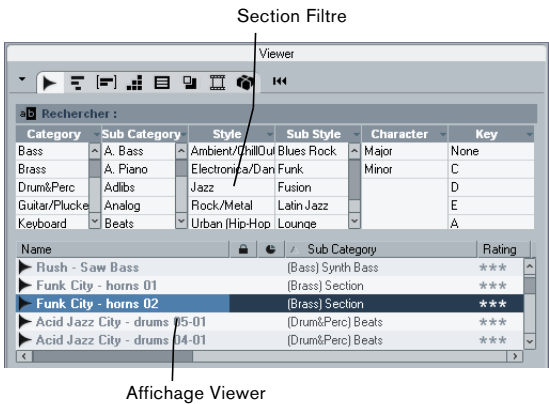 Section Filtre
Viewer
Rechercher :
Category Sub Category Style Sub Style Character Key
Bass A. Bass Ambient/ChillOut Blues Rock Major None
Brass A. Piano Electronica/Dan Funk Minor C
Drum&Perc Adlibs Jazz Fusion D
Guitar/Plucke Analog Rock/Metal Latin Jazz E
Keyboard Beats Urban (Hip-Hop Lounge A
Name Sub Category Rating
Rush - Saw Bass (Bass) Synth Bass ***
Funk City - horns 01 (Brass) Section ***
Funk City - horns 02 (Brass) Section ***
Acid Jazz City - drums 05-01 (Drum&Perc) Beats ***
Acid Jazz City - drums 04-01 (Drum&Perc) Beats ***
Affichage Viewer